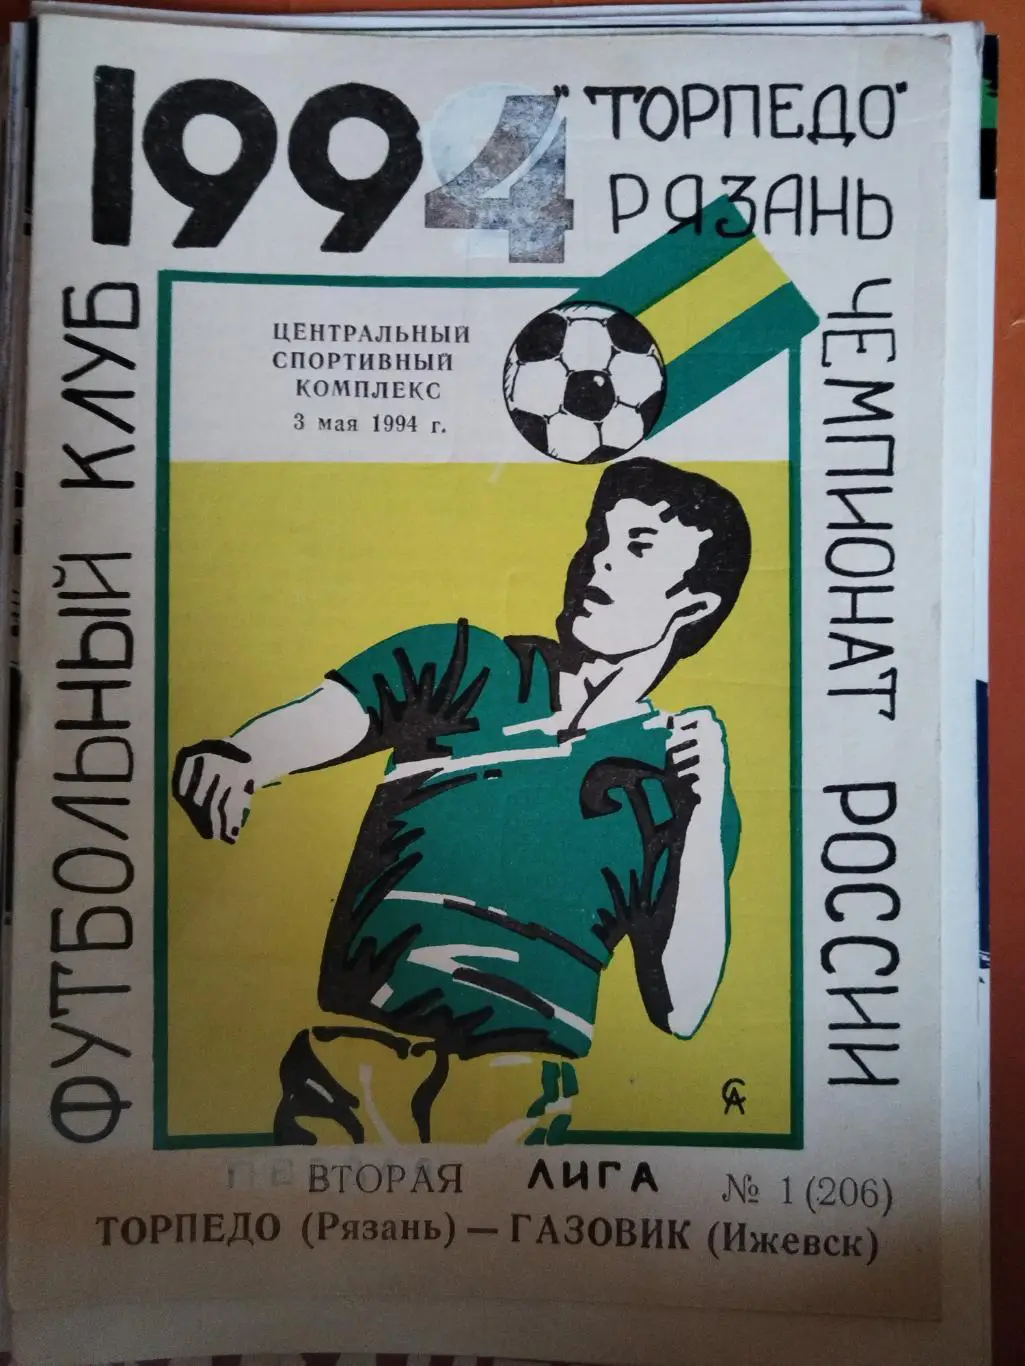 1994
"ТОРПЕДО"
РЯЗАНЬ
ФУТБОЛЬНЫЙ КЛУБ
ЧЕМПИОНАТ РОССИИ
ЦЕНТРАЛЬНЫЙ
СПОРТИВНЫЙ
КОМПЛЕКС
3 мая 1994 г.
ВТОРАЯ ЛИГА № 1 (206)
ТОРПЕДО (Рязань) — ГАЗОВИК (Ижевск)